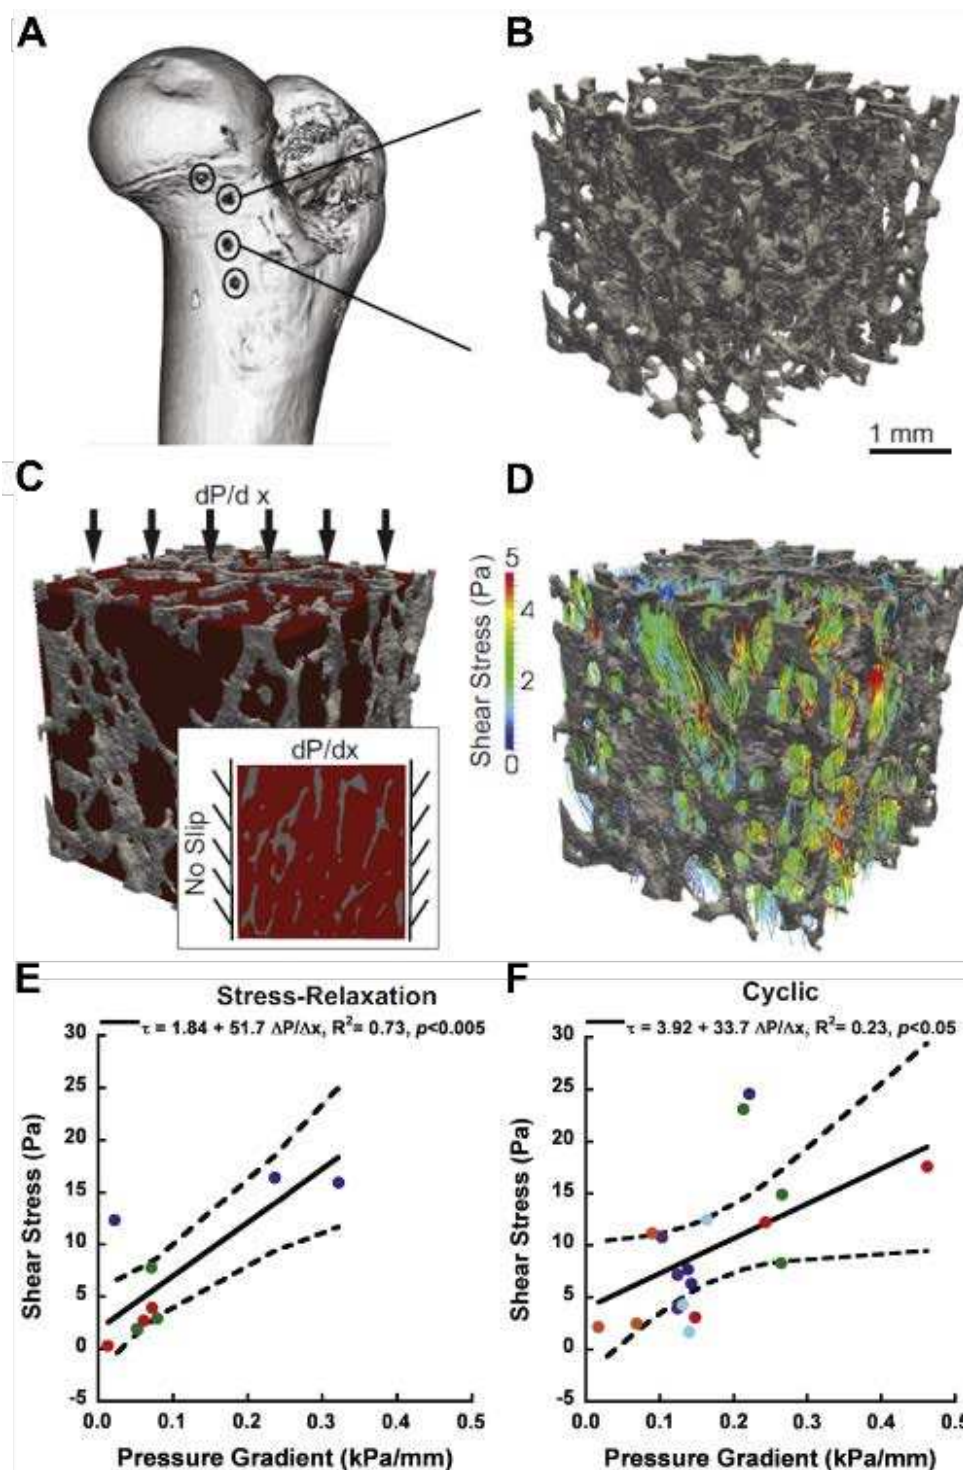 A
B
1 mm
C
dP/d x
dP/dx
No Slip
D
Shear Stress (Pa)
5
4
2
0
E
Stress-Relaxation
τ = 1.84 + 51.7 ΔP/Δx, R²= 0.73, p<0.005
Shear Stress (Pa)
30
25
20
15
10
5
0
-5
0.0 0.1 0.2 0.3 0.4 0.5
Pressure Gradient (kPa/mm)
F
Cyclic
τ = 3.92 + 33.7 ΔP/Δx, R²= 0.23, p<0.05
Shear Stress (Pa)
30
25
20
15
10
5
0
-5
0.0 0.1 0.2 0.3 0.4 0.5
Pressure Gradient (kPa/mm)